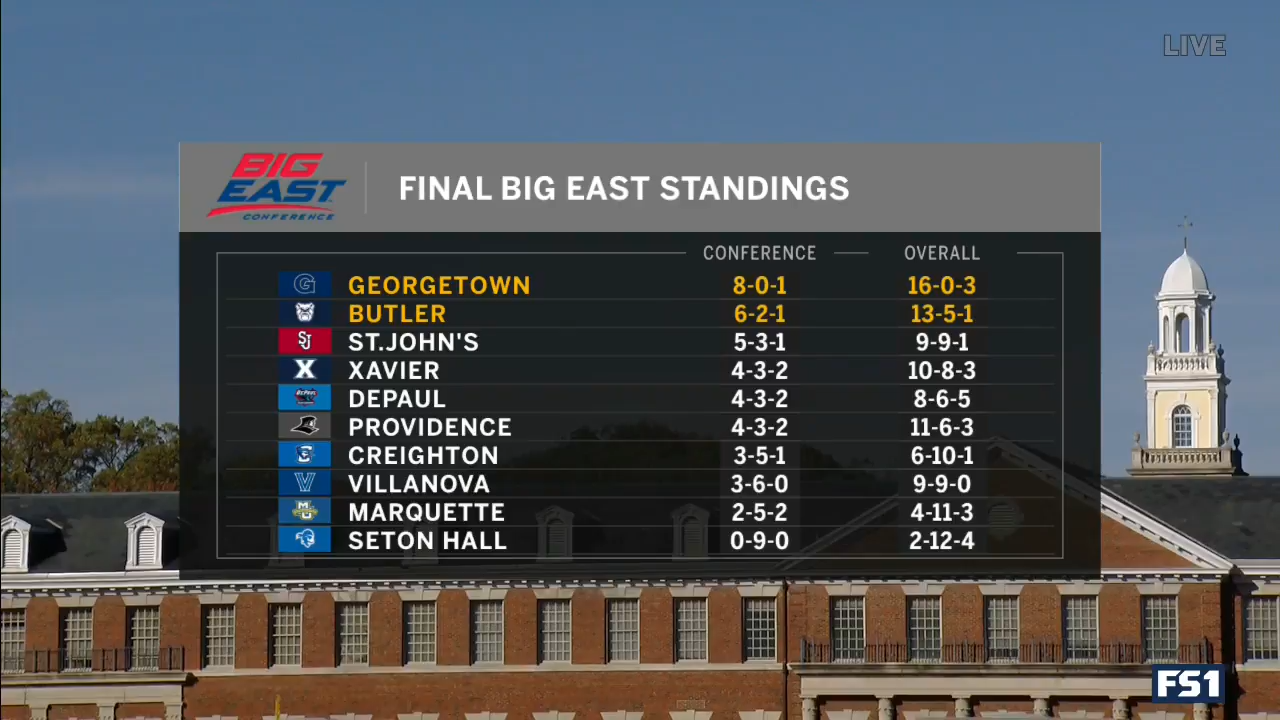 LIVE
BIG
EAST
CONFERENCE
FINAL BIG EAST STANDINGS
CONFERENCE OVERALL
G GEORGETOWN 8-0-1 16-0-3
BUTLER 6-2-1 13-5-1
SJ ST.JOHN'S 5-3-1 9-9-1
X XAVIER 4-3-2 10-8-3
DEPAUL 4-3-2 8-6-5
PROVIDENCE 4-3-2 11-6-3
CREIGHTON 3-5-1 6-10-1
V VILLANOVA 3-6-0 9-9-0
MU MARQUETTE 2-5-2 4-11-3
SETON HALL 0-9-0 2-12-4
FS1